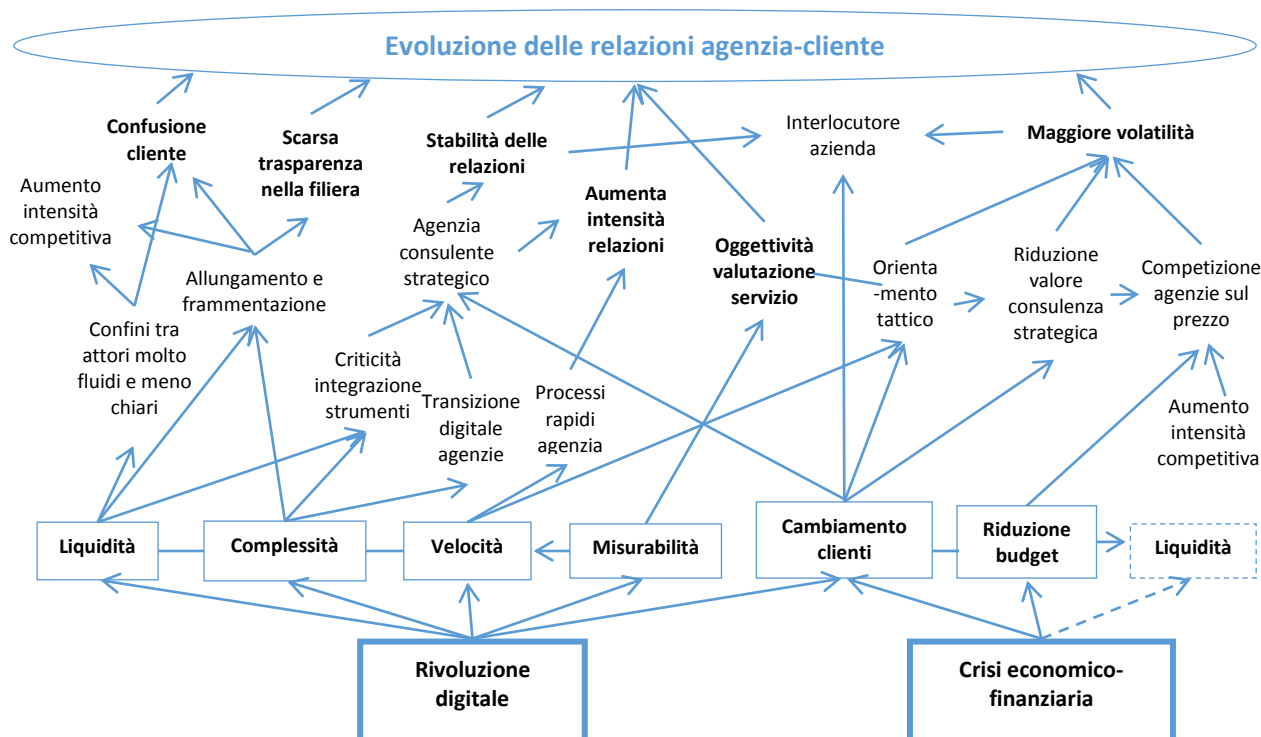 Evoluzione delle relazioni agenzia-cliente
Confusione
cliente
Scarsa
trasparenza
nella filiera
Stabilità delle
relazioni
Interlocutore
azienda
Maggiore volatilità
Aumento
intensità
competitiva
Aumenta
intensità
relazioni
Agenzia
consulente
strategico
Oggettività
valutazione
servizio
Orienta
-mento
tattico
Riduzione
valore
consulenza
strategica
Competizione
agenzie sul
prezzo
Allungamento e
frammentazione
Confini tra
attori molto
fluidi e meno
chiari
Criticità
integrazione
strumenti
Transizione
digitale
agenzie
Processi
rapidi
agenzia
Aumento
intensità
competitiva
Liquidità
Complessità
Velocità
Misurabilità
Cambiamento
clienti
Riduzione
budget
Liquidità
Rivoluzione
digitale
Crisi economico-
finanziaria